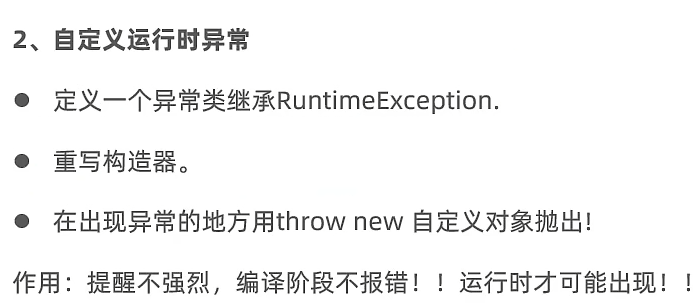 2、自定义运行时异常
● 定义一个异常类继承RuntimeException.
● 重写构造器。
● 在出现异常的地方用throw new 自定义对象抛出!
作用：提醒不强烈，编译阶段不报错！！运行时才可能出现！！